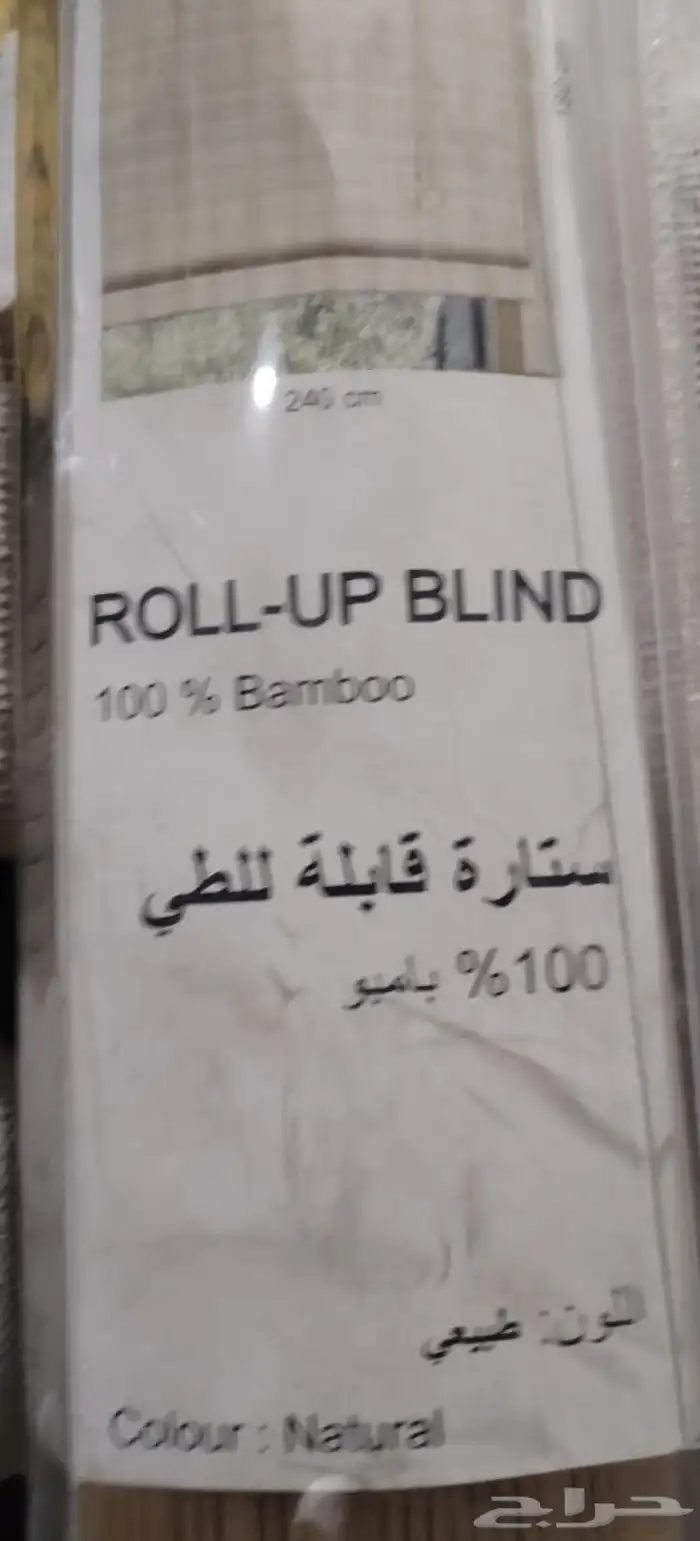 240 cm
ROLL-UP BLIND
100 % Bamboo
ستارة قابلة للطي
100% بامبو
اللون: طبيعي
Colour : Natural
حراج